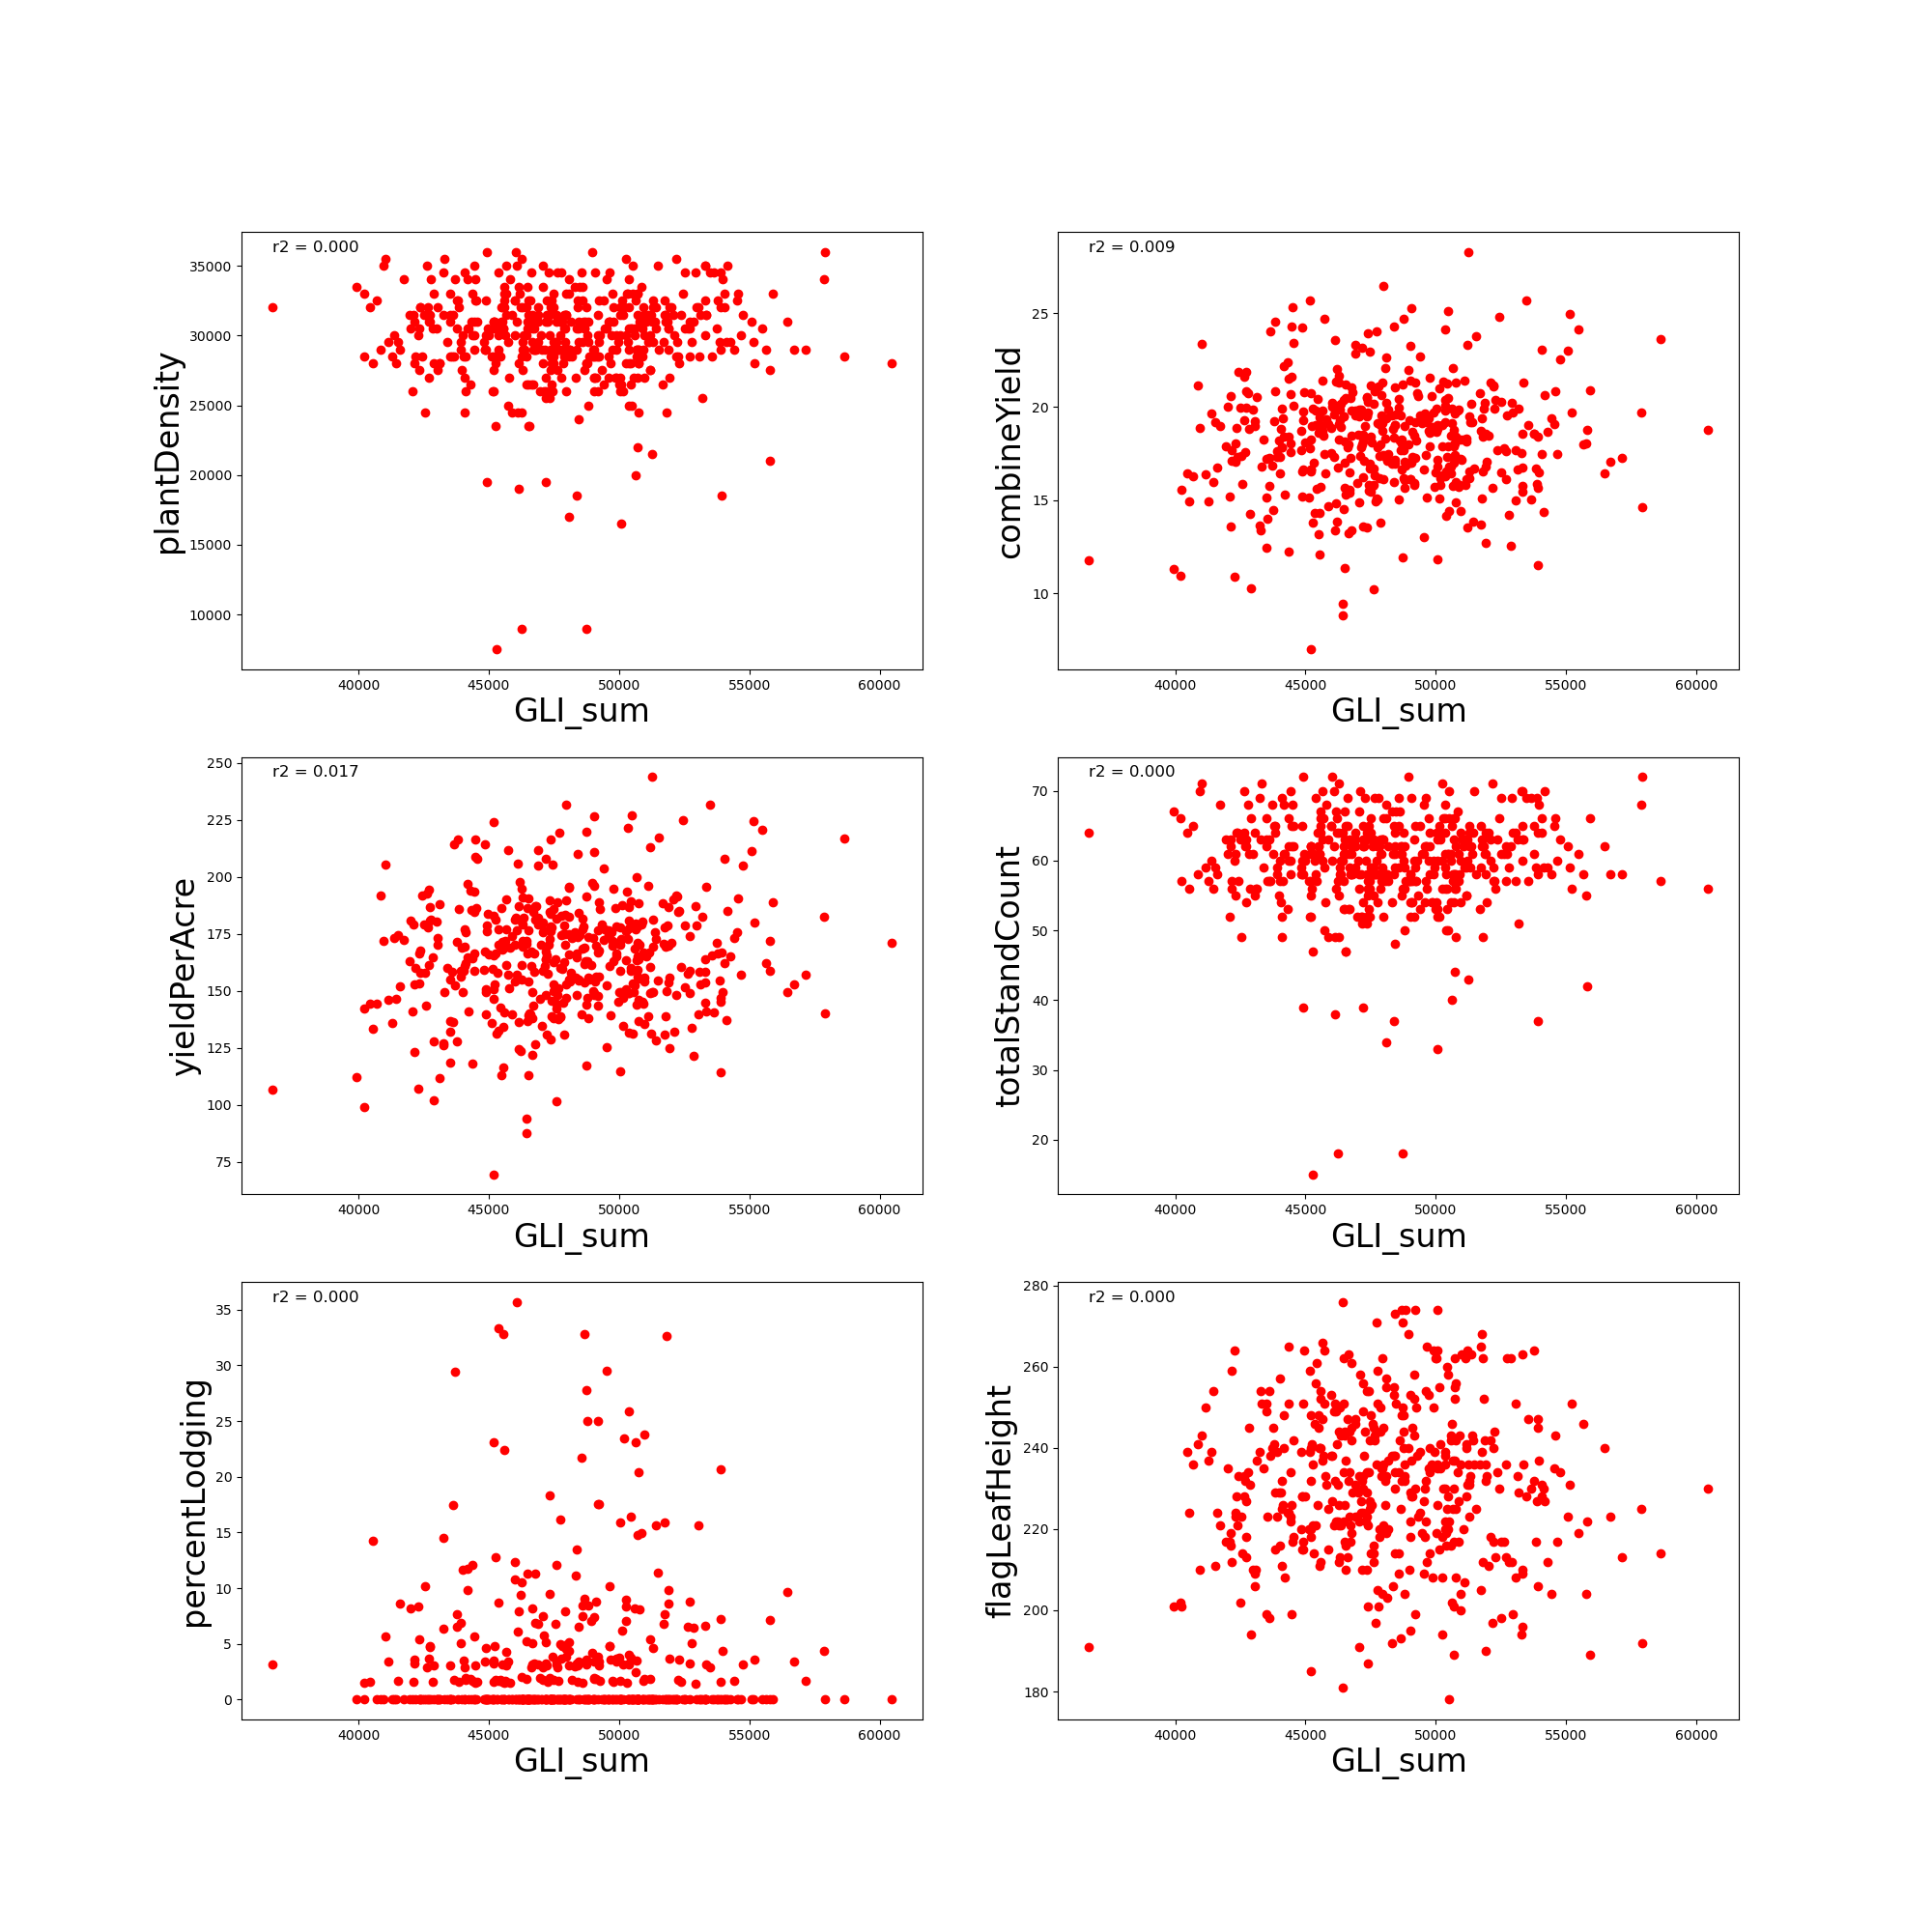 r2 = 0.000
plantDensity
35000
30000
25000
20000
15000
10000
40000 45000 50000 55000 60000
GLI_sum
r2 = 0.009
combineYield
25
20
15
10
40000 45000 50000 55000 60000
GLI_sum
r2 = 0.017
yieldPerAcre
250
225
200
175
150
125
100
75
40000 45000 50000 55000 60000
GLI_sum
r2 = 0.000
totalStandCount
70
60
50
40
30
20
40000 45000 50000 55000 60000
GLI_sum
r2 = 0.000
percentLodging
35
30
25
20
15
10
5
0
40000 45000 50000 55000 60000
GLI_sum
r2 = 0.000
flagLeafHeight
280
260
240
220
200
180
40000 45000 50000 55000 60000
GLI_sum